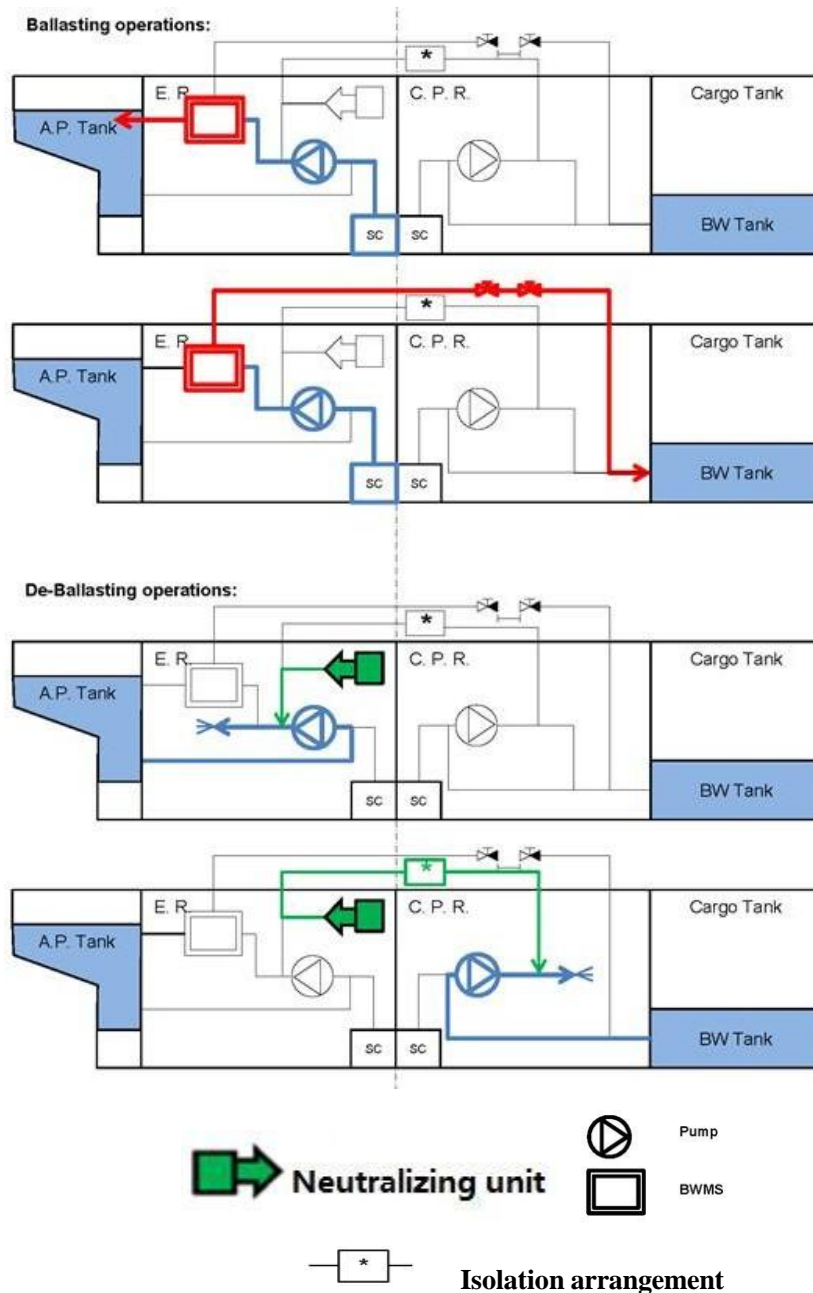 Ballasting operations:
*
E. R.
C. P. R.
Cargo Tank
A.P. Tank
SC
SC
BW Tank
*
E. R.
C. P. R.
Cargo Tank
A.P. Tank
SC
SC
BW Tank
De-Ballasting operations:
*
E. R.
C. P. R.
Cargo Tank
A.P. Tank
SC
SC
BW Tank
*
E. R.
C. P. R.
Cargo Tank
A.P. Tank
SC
SC
BW Tank
Pump
Neutralizing unit
BWMS
*
Isolation arrangement